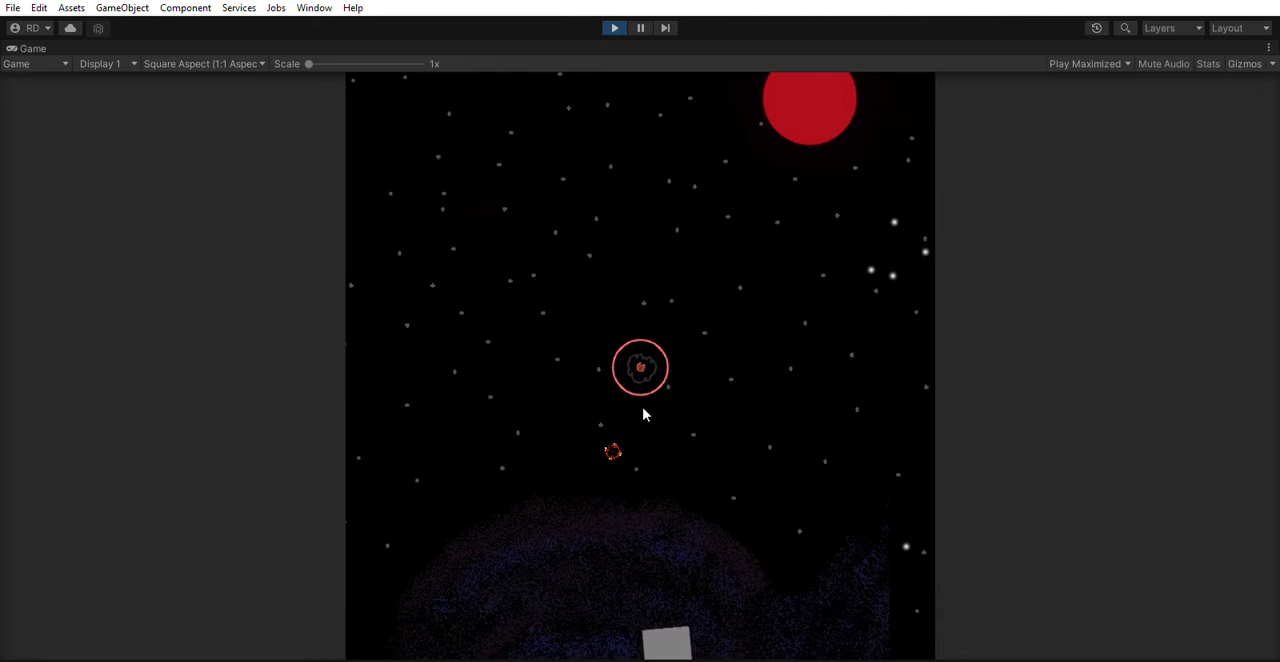 File Edit Assets GameObject Component Services Jobs Window Help
RD Layers Layout
Game
Game Display 1 Square Aspect (1:1 Aspec Scale 1x Play Maximized Mute Audio Stats Gizmos